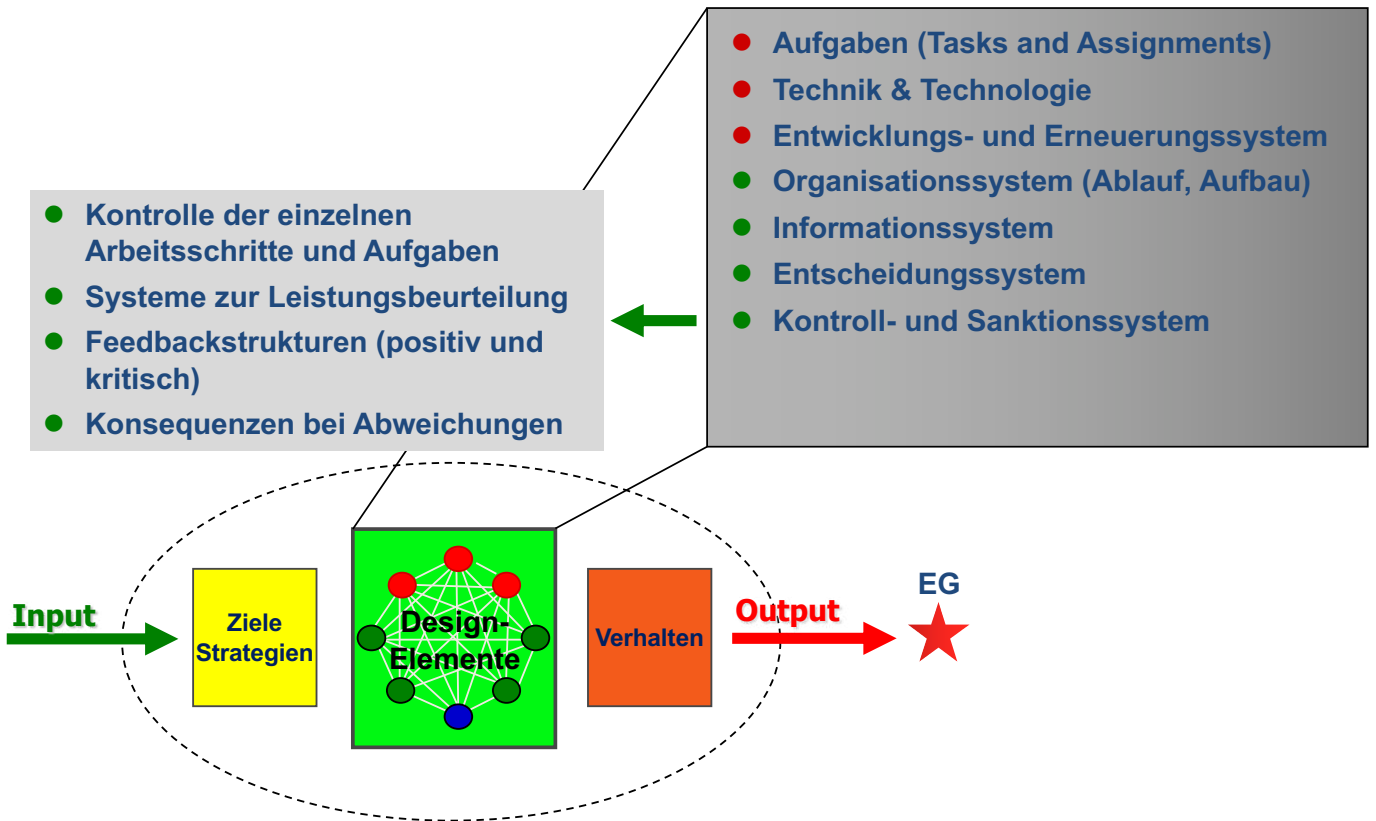 Aufgaben (Tasks and Assignments)
Technik & Technologie
Entwicklungs- und Erneuerungssystem
Organisationssystem (Ablauf, Aufbau)
Informationssystem
Entscheidungssystem
Kontroll- und Sanktionssystem
Kontrolle der einzelnen
Arbeitsschritte und Aufgaben
Systeme zur Leistungsbeurteilung
Feedbackstrukturen (positiv und
kritisch)
Konsequenzen bei Abweichungen
Input
Ziele
Strategien
Design-
Elemente
Verhalten
Output
EG